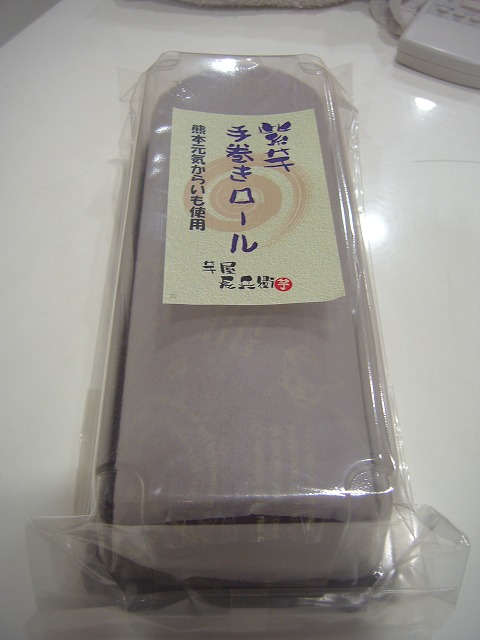 紫芋
手巻きロール
熊本元気からいも使用
芋屋
長兵衛
芋